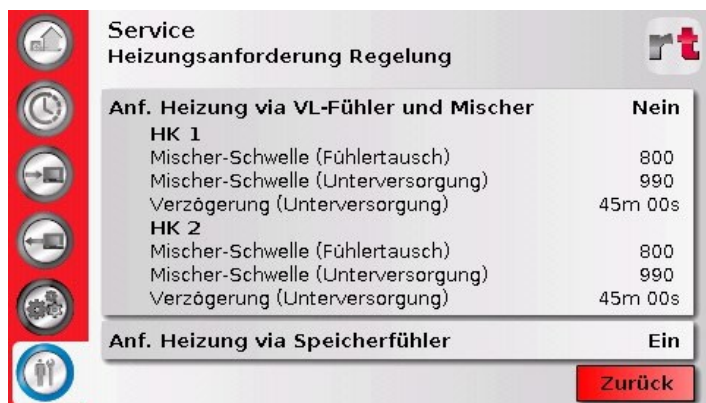 Service
Heizungsanforderung Regelung
rt
Anf. Heizung via VL-Fühler und Mischer Nein
HK 1
Mischer-Schwelle (Fühlertausch) 800
Mischer-Schwelle (Unterversorgung) 990
Verzögerung (Unterversorgung) 45m 00s
HK 2
Mischer-Schwelle (Fühlertausch) 800
Mischer-Schwelle (Unterversorgung) 990
Verzögerung (Unterversorgung) 45m 00s
Anf. Heizung via Speicherfühler Ein
Zurück